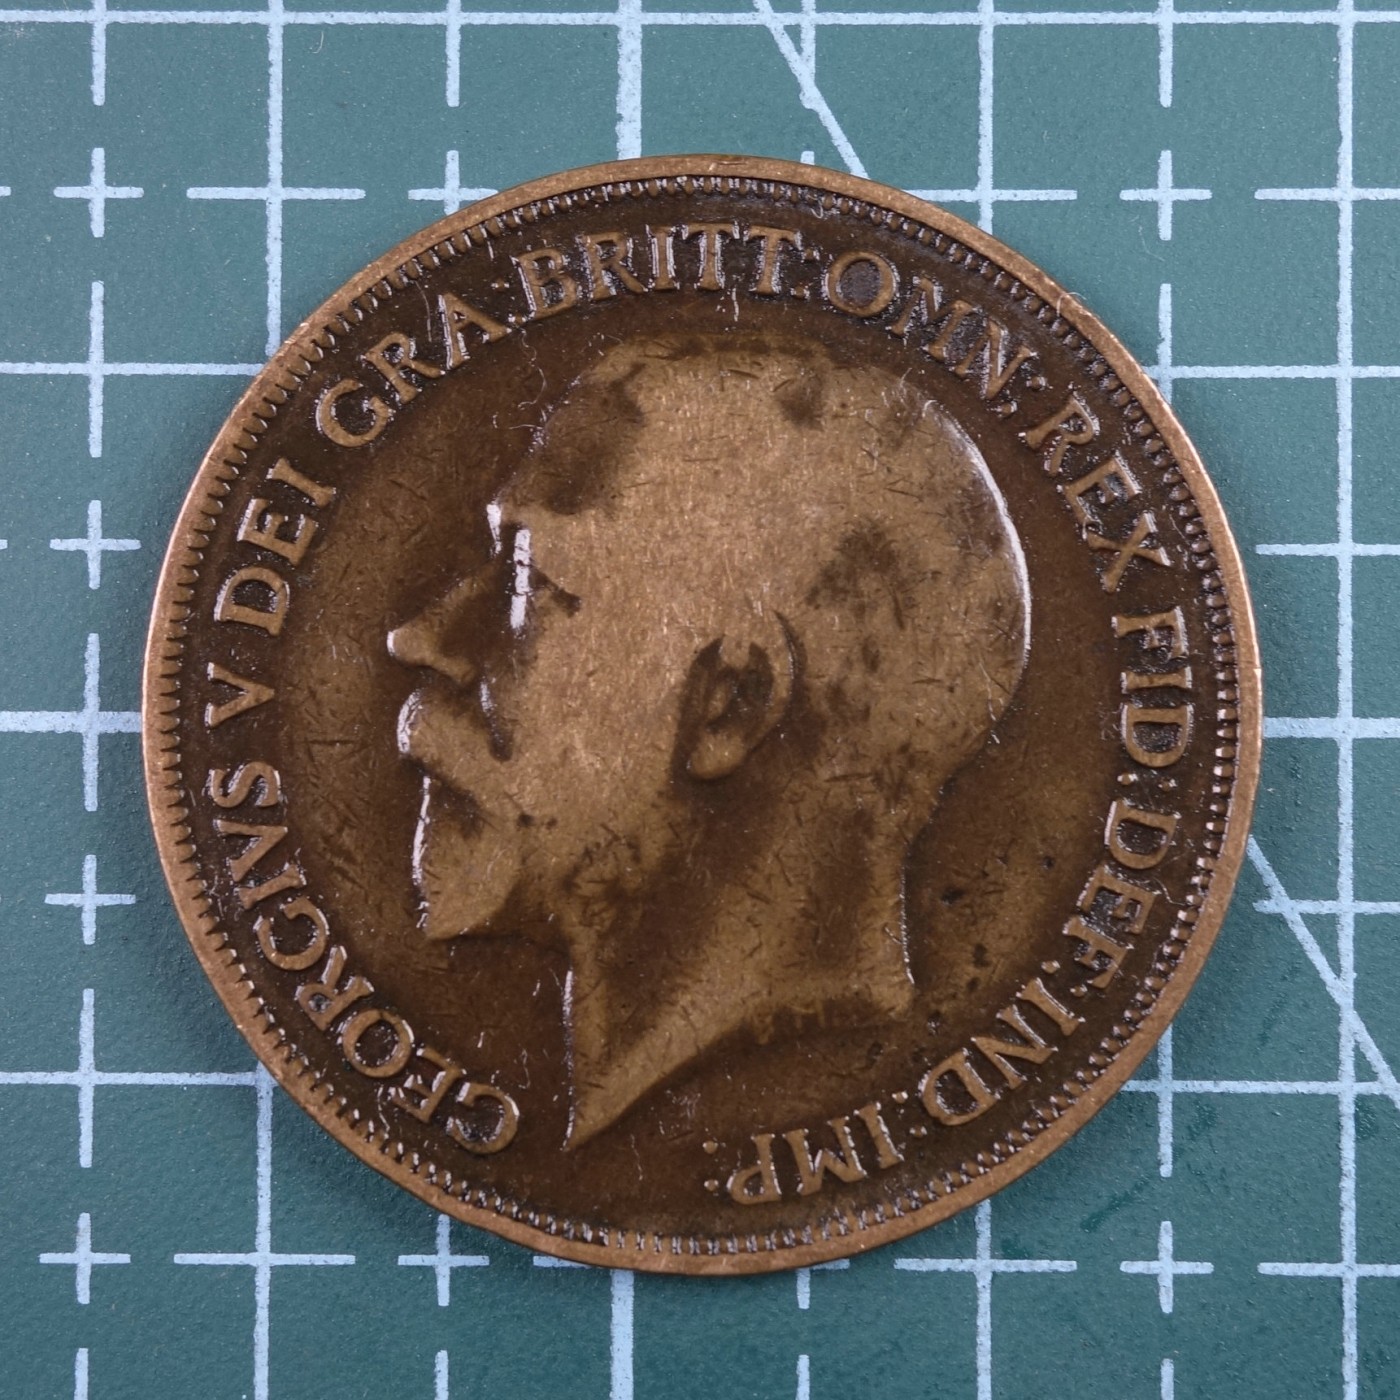 GEORGIVS V DEI GRA: BRITT: OMN: REX FID: DEF: IND: IMP: